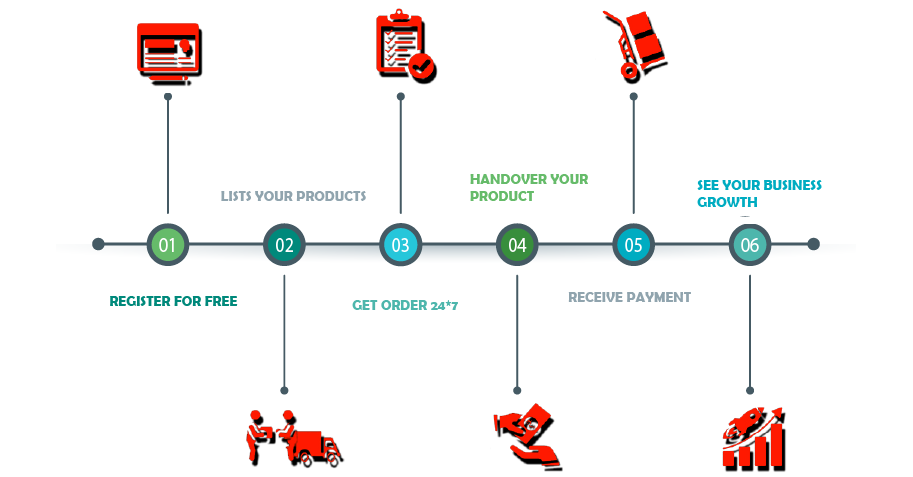 LISTS YOUR PRODUCTS
HANDOVER YOUR
PRODUCT
SEE YOUR BUSINESS
GROWTH
01
02
03
04
05
06
REGISTER FOR FREE
GET ORDER 24*7
RECEIVE PAYMENT